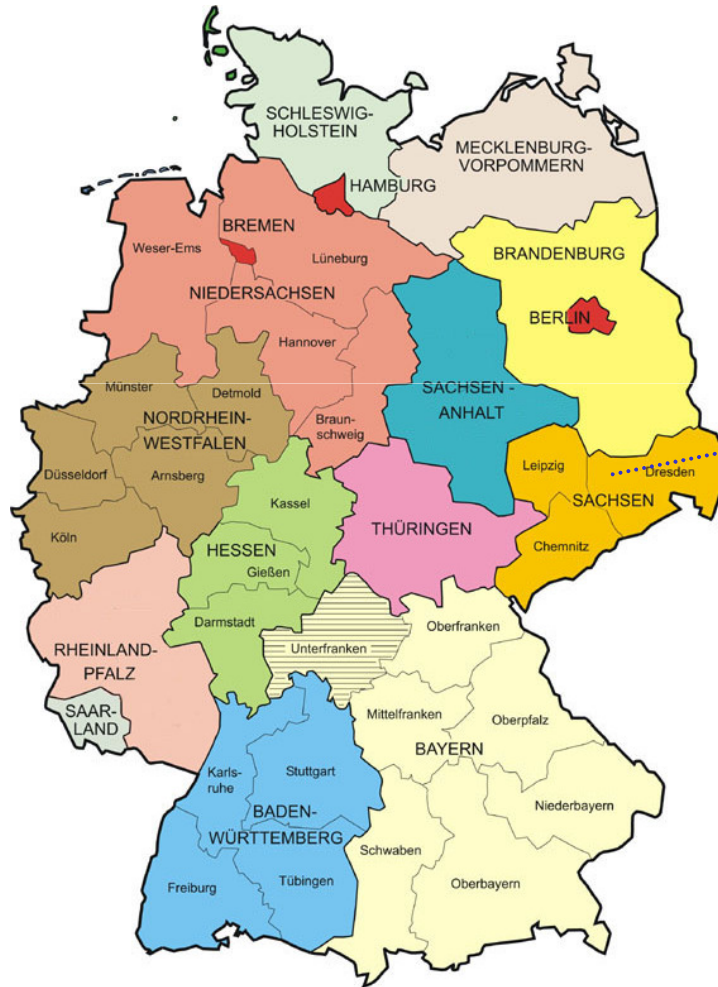 SCHLESWIG-
HOLSTEIN
MECKLENBURG-
VORPOMMERN
HAMBURG
BREMEN
Weser-Ems
Lüneburg
BRANDENBURG
NIEDERSACHSEN
BERLIN
Hannover
Münster
Detmold
SACHSEN -
ANHALT
NORDRHEIN-
WESTFALEN
Braun-
schweig
Düsseldorf
Arnsberg
Leipzig
Dresden
SACHSEN
Kassel
THÜRINGEN
Köln
HESSEN
Gießen
Chemnitz
Darmstadt
Oberfranken
RHEINLAND-
PFALZ
Unterfranken
SAAR-
LAND
Mittelfranken
Oberpfalz
BAYERN
Karls-
ruhe
Stuttgart
Niederbayern
BADEN-
WÜRTTEMBERG
Schwaben
Freiburg
Tübingen
Oberbayern